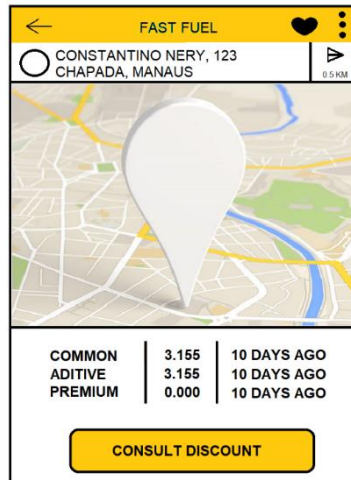 FAST FUEL
CONSTANTINO NERY, 123
CHAPADA, MANAUS
0.5 KM
COMMON 3.155 10 DAYS AGO
ADITIVE 3.155 10 DAYS AGO
PREMIUM 0.000 10 DAYS AGO
CONSULT DISCOUNT